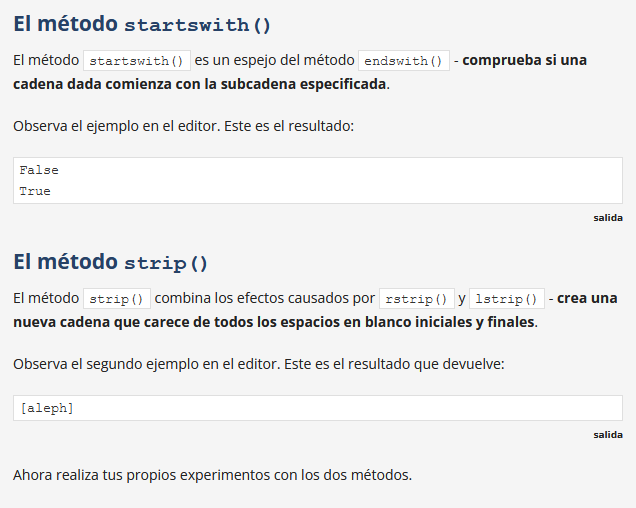 El método startswith()
El método startswith() es un espejo del método endswith() - comprueba si una
cadena dada comienza con la subcadena especificada.
Observa el ejemplo en el editor. Este es el resultado:
False
True
salida
El método strip()
El método strip() combina los efectos causados por rstrip() y lstrip() - crea una
nueva cadena que carece de todos los espacios en blanco iniciales y finales.
Observa el segundo ejemplo en el editor. Este es el resultado que devuelve:
[aleph]
salida
Ahora realiza tus propios experimentos con los dos métodos.